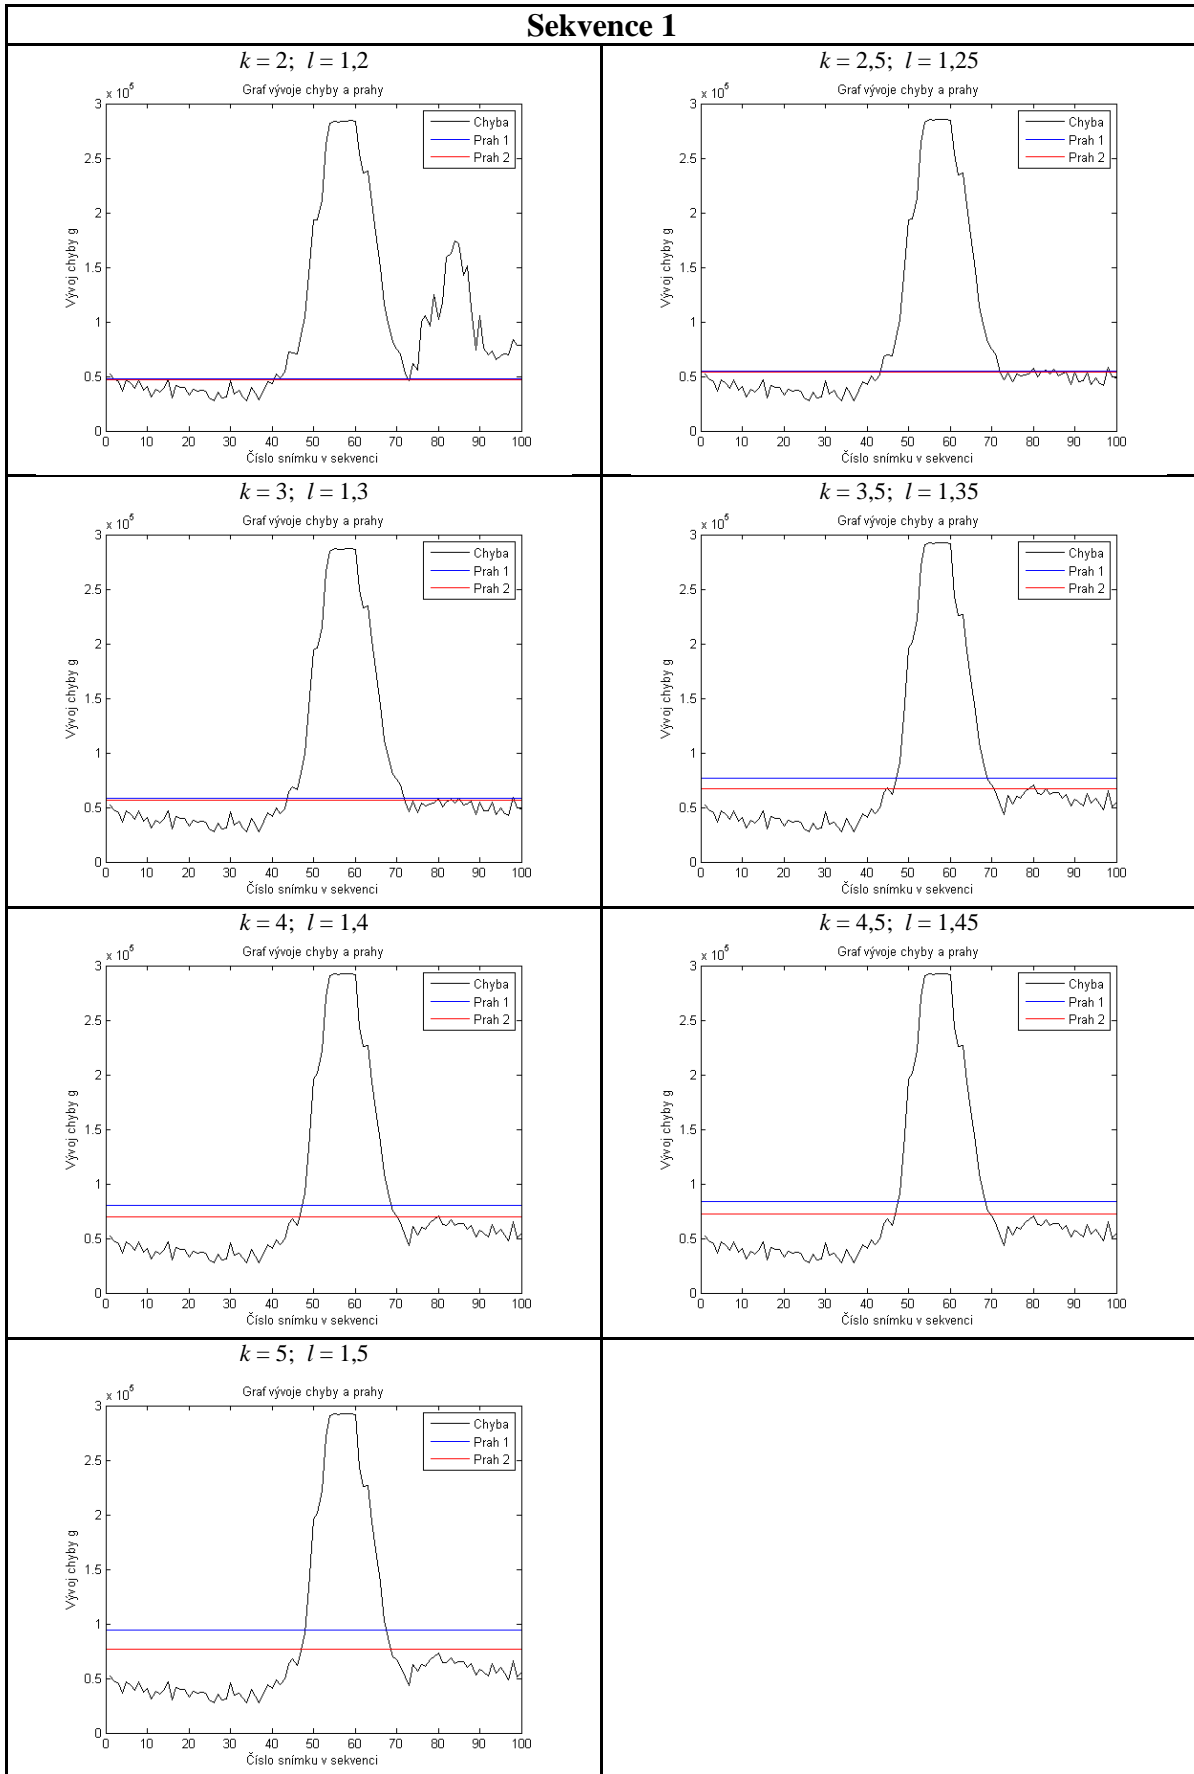 Sekvence 1
k = 2; l = 1,2
Graf vývoje chyby a prahy
x 10^5
Chyba
Prah 1
Prah 2
Vývoj chyby g
3
2.5
2
1.5
1
0.5
0
0 10 20 30 40 50 60 70 80 90 100
Číslo snímku v sekvenci
k = 2,5; l = 1,25
Graf vývoje chyby a prahy
x 10^5
Chyba
Prah 1
Prah 2
Vývoj chyby g
3
2.5
2
1.5
1
0.5
0
0 10 20 30 40 50 60 70 80 90 100
Číslo snímku v sekvenci
k = 3; l = 1,3
Graf vývoje chyby a prahy
x 10^5
Chyba
Prah 1
Prah 2
Vývoj chyby g
3
2.5
2
1.5
1
0.5
0
0 10 20 30 40 50 60 70 80 90 100
Číslo snímku v sekvenci
k = 3,5; l = 1,35
Graf vývoje chyby a prahy
x 10^5
Chyba
Prah 1
Prah 2
Vývoj chyby g
3
2.5
2
1.5
1
0.5
0
0 10 20 30 40 50 60 70 80 90 100
Číslo snímku v sekvenci
k = 4; l = 1,4
Graf vývoje chyby a prahy
x 10^5
Chyba
Prah 1
Prah 2
Vývoj chyby g
3
2.5
2
1.5
1
0.5
0
0 10 20 30 40 50 60 70 80 90 100
Číslo snímku v sekvenci
k = 4,5; l = 1,45
Graf vývoje chyby a prahy
x 10^5
Chyba
Prah 1
Prah 2
Vývoj chyby g
3
2.5
2
1.5
1
0.5
0
0 10 20 30 40 50 60 70 80 90 100
Číslo snímku v sekvenci
k = 5; l = 1,5
Graf vývoje chyby a prahy
x 10^5
Chyba
Prah 1
Prah 2
Vývoj chyby g
3
2.5
2
1.5
1
0.5
0
0 10 20 30 40 50 60 70 80 90 100
Číslo snímku v sekvenci